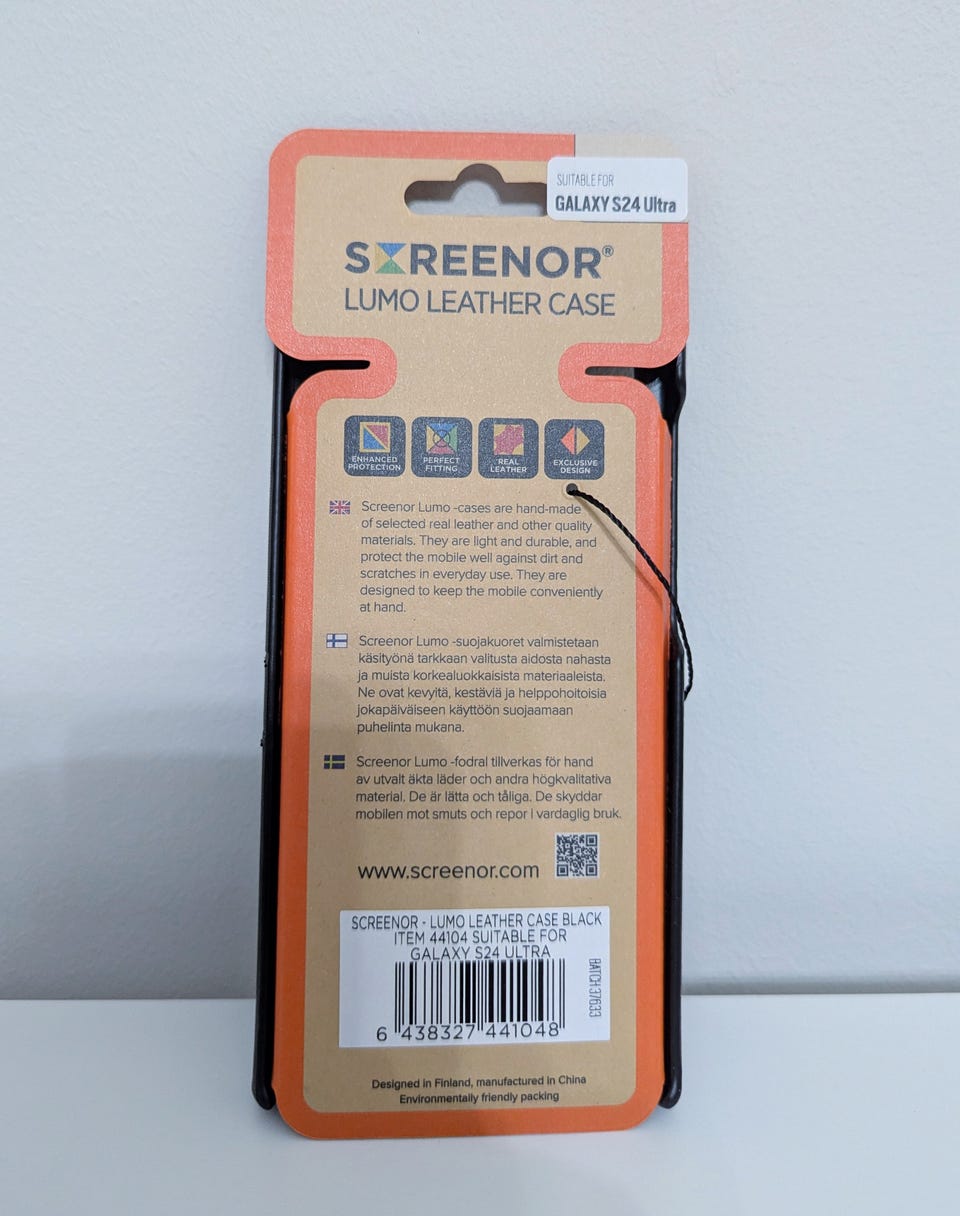 SUITABLE FOR
GALAXY S24 Ultra
SCREENOR®
LUMO LEATHER CASE
ENHANCED PROTECTION
PERFECT FITTING
REAL LEATHER
EXCLUSIVE DESIGN
Screenor Lumo -cases are hand-made
of selected real leather and other quality
materials. They are light and durable, and
protect the mobile well against dirt and
scratches in everyday use. They are
designed to keep the mobile conveniently
at hand.
Screenor Lumo -suojakuoret valmistetaan
käsityönä tarkkaan valitusta aidosta nahasta
ja muista korkealuokkaisista materiaaleista.
Ne ovat kevyitä, kestäviä ja helppohoitoisia
jokapäiväiseen käyttöön suojaamaan
puhelinta mukana.
Screenor Lumo -fodral tillverkas för hand
av utvalt äkta läder och andra högkvalitativa
material. De är lätta och tåliga. De skyddar
mobilen mot smuts och repor i vardaglig bruk.
www.screenor.com
SCREENOR - LUMO LEATHER CASE BLACK
ITEM 44104 SUITABLE FOR
GALAXY S24 ULTRA
BATCH 37633
6 438327 441048
Designed in Finland, manufactured in China
Environmentally friendly packing